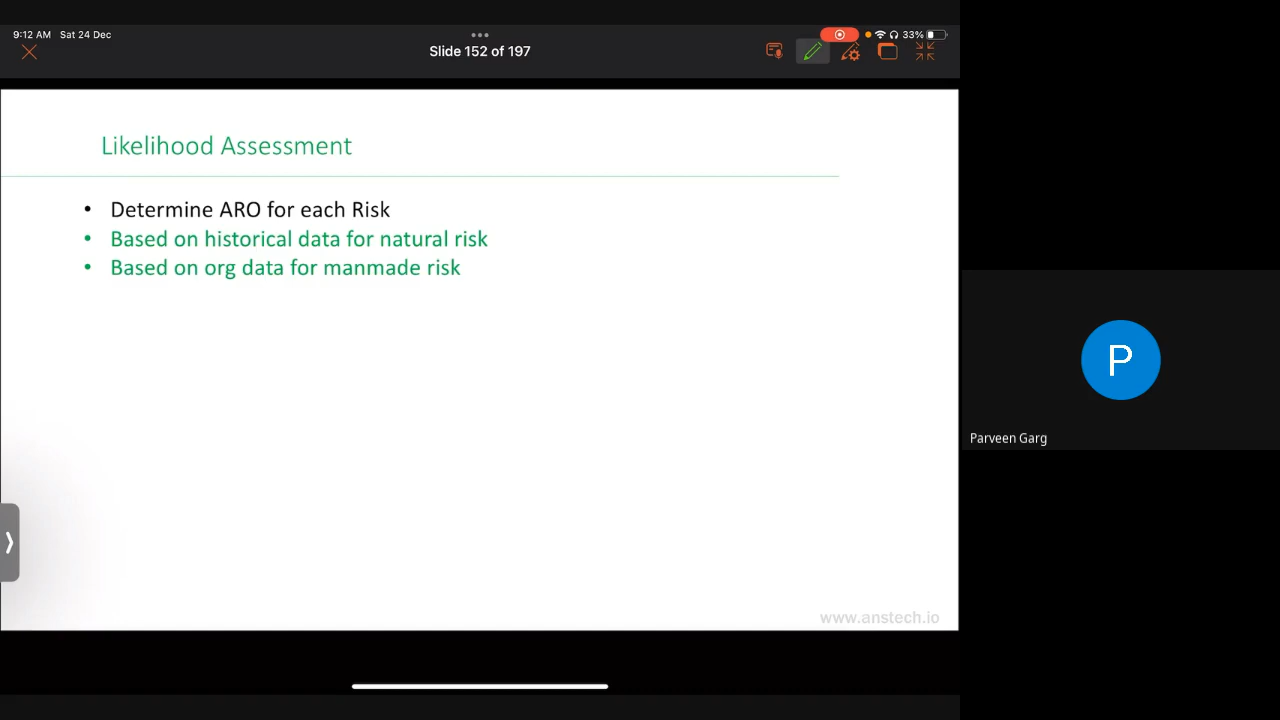 9:12 AM Sat 24 Dec
33%
Slide 152 of 197
Likelihood Assessment
• Determine ARO for each Risk
• Based on historical data for natural risk
• Based on org data for manmade risk
P
Parveen Garg
www.anstech.io